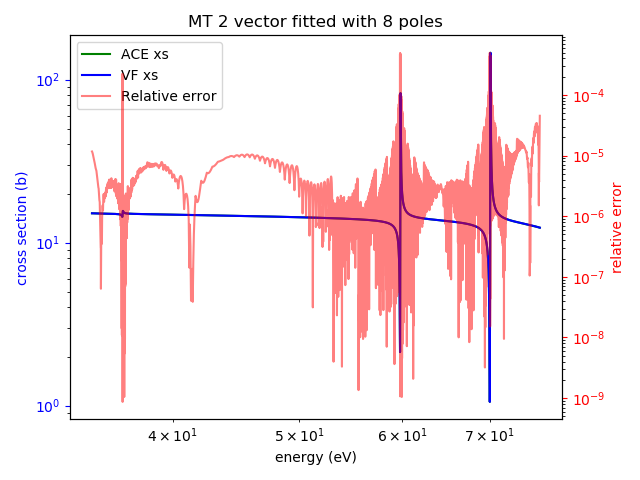 MT 2 vector fitted with 8 poles
ACE xs
VF xs
Relative error
10²
10¹
10⁰
cross section (b)
10⁻⁴
10⁻⁵
10⁻⁶
10⁻⁷
10⁻⁸
10⁻⁹
relative error
4 × 10¹ 5 × 10¹ 6 × 10¹ 7 × 10¹
energy (eV)